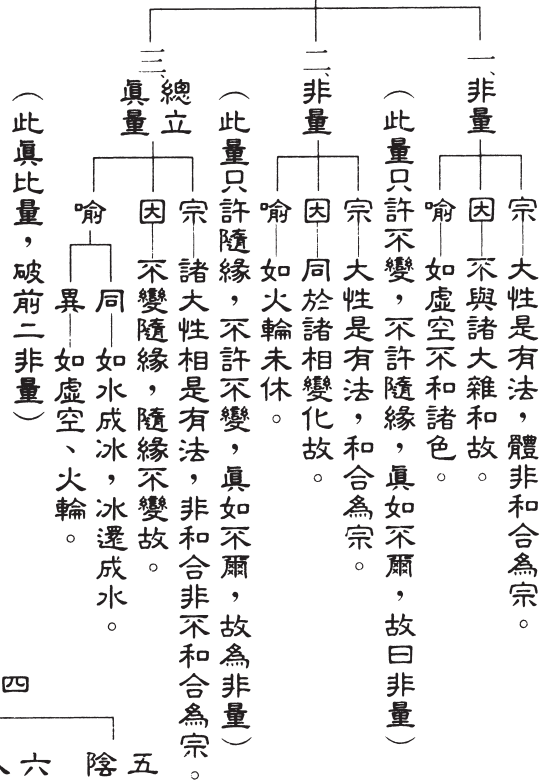 一、非量
宗—大性是有法，體非和合為宗。
因—不與諸大雜和故。
喻—如虛空不和諸色。
（此量只許不變，不許隨緣，眞如不爾，故曰非量）
二、非量
宗—大性是有法，和合為宗。
因—同於諸相變化故。
喻—如火輪未休。
（此量只許隨緣，不許不變，眞如不爾，故為非量）
三、總立眞量
宗—諸大性相是有法，非和合非不和合為宗。
因—不變隨緣，隨緣不變故。
喻
同—如水成冰，冰還成水。
異—如虛空、火輪。
（此眞比量，破前二非量）
四
五陰
六